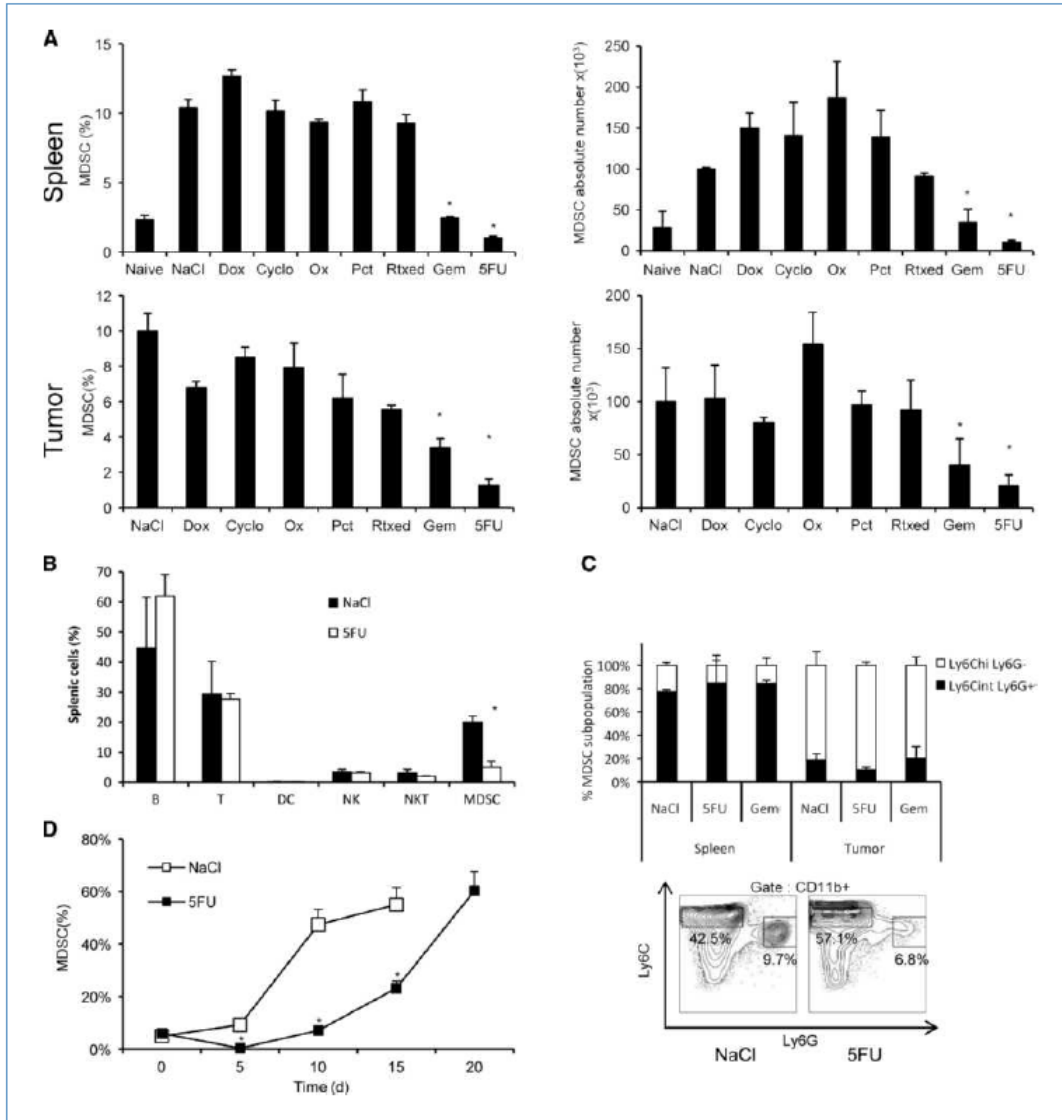 A
Spleen
MDSC (%)
15
10
5
0
Naive NaCl Dox Cyclo Ox Pct Rtxed Gem 5FU
* *
MDSC absolute number x(10³)
250
200
150
100
50
0
Naive NaCl Dox Cyclo Ox Pct Rtxed Gem 5FU
* *
Tumor
MDSC(%)
12
10
8
6
4
2
0
NaCl Dox Cyclo Ox Pct Rtxed Gem 5FU
* *
MDSC absolute number
x(10³)
200
150
100
50
0
NaCl Dox Cyclo Ox Pct Rtxed Gem 5FU
* *
B
Splenic cells (%)
70
60
50
40
30
20
10
0
NaCl
5FU
*
B T DC NK NKT MDSC
C
% MDSC subpopulation
100%
80%
60%
40%
20%
0%
Ly6Chi Ly6G-
Ly6Cint Ly6G+
NaCl 5FU Gem NaCl 5FU Gem
Spleen Tumor
Gate : CD11b+
Ly6C
42.5% 57.1%
9.7% 6.8%
Ly6G
NaCl 5FU
D
MDSC(%)
80%
60%
40%
20%
0%
NaCl
5FU
* * *
0 5 10 15 20
Time (d)